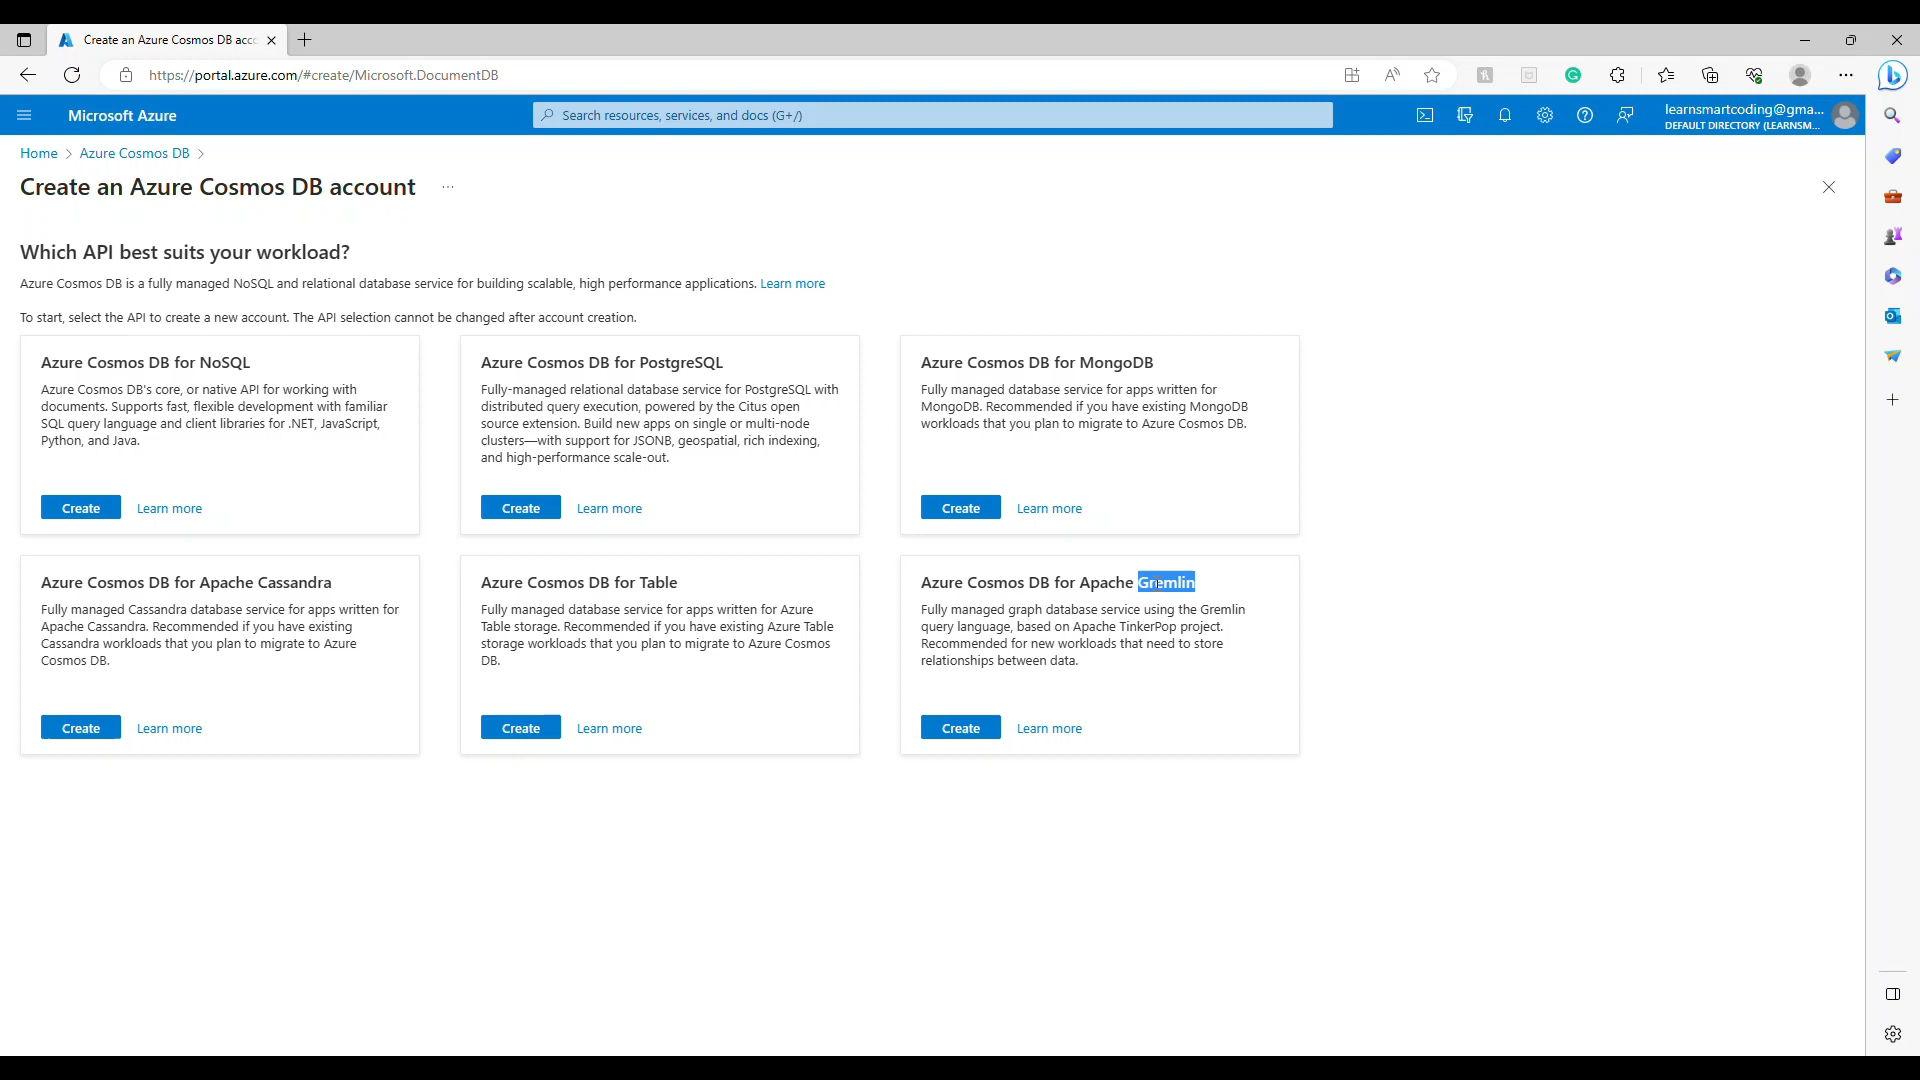 Create an Azure Cosmos DB acc
https://portal.azure.com/#create/Microsoft.DocumentDB
Microsoft Azure
Search resources, services, and docs (G+/)
learnsmartcoding@gma...
DEFAULT DIRECTORY (LEARNSM...
Home > Azure Cosmos DB >
Create an Azure Cosmos DB account ...
Which API best suits your workload?
Azure Cosmos DB is a fully managed NoSQL and relational database service for building scalable, high performance applications. Learn more
To start, select the API to create a new account. The API selection cannot be changed after account creation.
Azure Cosmos DB for NoSQL
Azure Cosmos DB's core, or native API for working with
documents. Supports fast, flexible development with familiar
SQL query language and client libraries for .NET, JavaScript,
Python, and Java.
Create Learn more
Azure Cosmos DB for PostgreSQL
Fully-managed relational database service for PostgreSQL with
distributed query execution, powered by the Citus open
source extension. Build new apps on single or multi-node
clusters—with support for JSONB, geospatial, rich indexing,
and high-performance scale-out.
Create Learn more
Azure Cosmos DB for MongoDB
Fully managed database service for apps written for
MongoDB. Recommended if you have existing MongoDB
workloads that you plan to migrate to Azure Cosmos DB.
Create Learn more
Azure Cosmos DB for Apache Cassandra
Fully managed Cassandra database service for apps written for
Apache Cassandra. Recommended if you have existing
Cassandra workloads that you plan to migrate to Azure
Cosmos DB.
Create Learn more
Azure Cosmos DB for Table
Fully managed database service for apps written for Azure
Table storage. Recommended if you have existing Azure Table
storage workloads that you plan to migrate to Azure Cosmos
DB.
Create Learn more
Azure Cosmos DB for Apache Gremlin
Fully managed graph database service using the Gremlin
query language, based on Apache TinkerPop project.
Recommended for new workloads that need to store
relationships between data.
Create Learn more